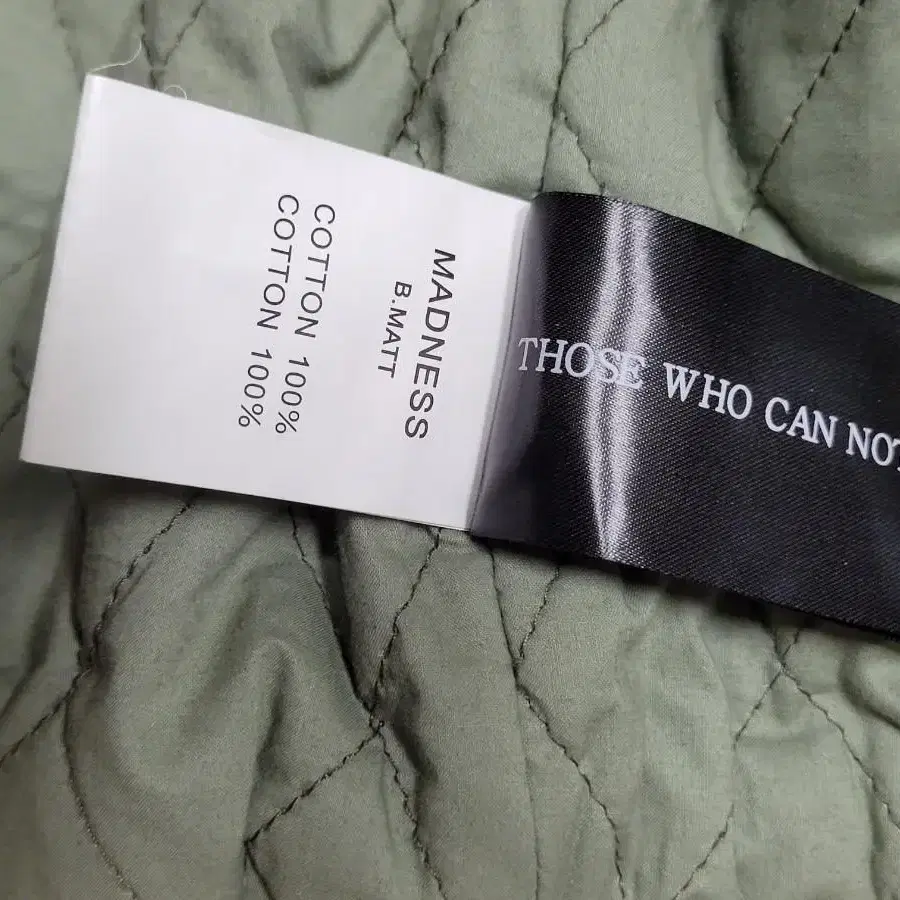 MADNESS
B.MATT
COTTON 100%
COTTON 100%
THOSE WHO CAN NOT